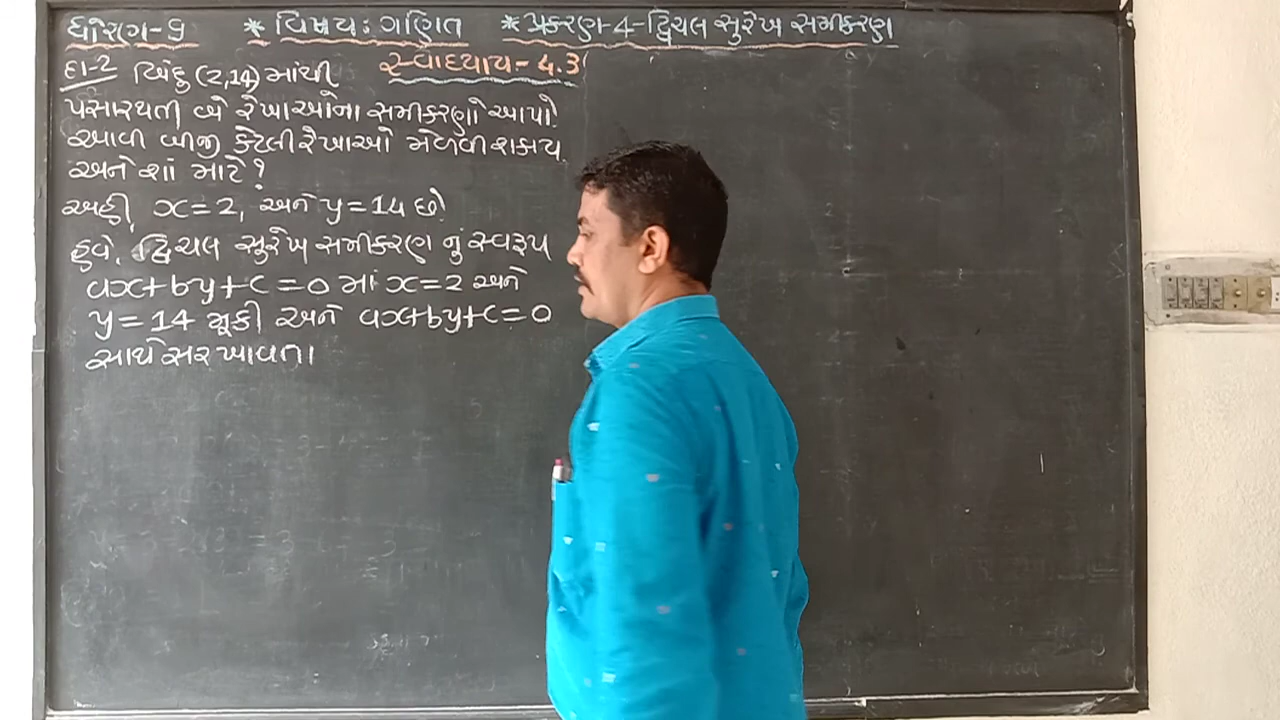 ધોરણ-9 * વિષય: ગણિત * પ્રકરણ-4-દ્વિચલ સુરેખ સમીકરણ
સ્વાધ્યાય- 4.3
દા-2 બિંદુ (2,14) માંથી
પસારથતી બે રેખાઓના સમીકરણો આપો.
આવી બીજી કેટલી રેખાઓ મેળવી શકાય
અને શાં માટે ?
અહીં x=2, અને y=14 છે.
હવે, દ્વિચલ સુરેખ સમીકરણ નું સ્વરૂપ
ax+by+c=0 માં x=2 અને
y=14 મૂકી અને ax+by+c=0
સાથે સરખાવતા